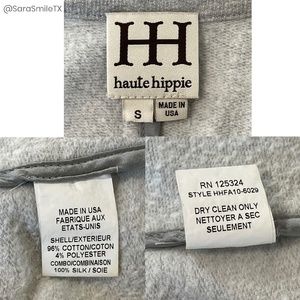 @SaraSmileTX
HH
haute hippie
S
MADE IN
USA
MADE IN USA
FABRIQUE AUX
ETATS-UNIS
SHELL/EXTERIEUR
96% COTTON/COTON
4% POLYESTER
COMBO/COMBINAISON
100% SILK / SOIE
RN 125324
STYLE HHFA10-6029
DRY CLEAN ONLY
NETTOYER A SEC
SEULEMENT